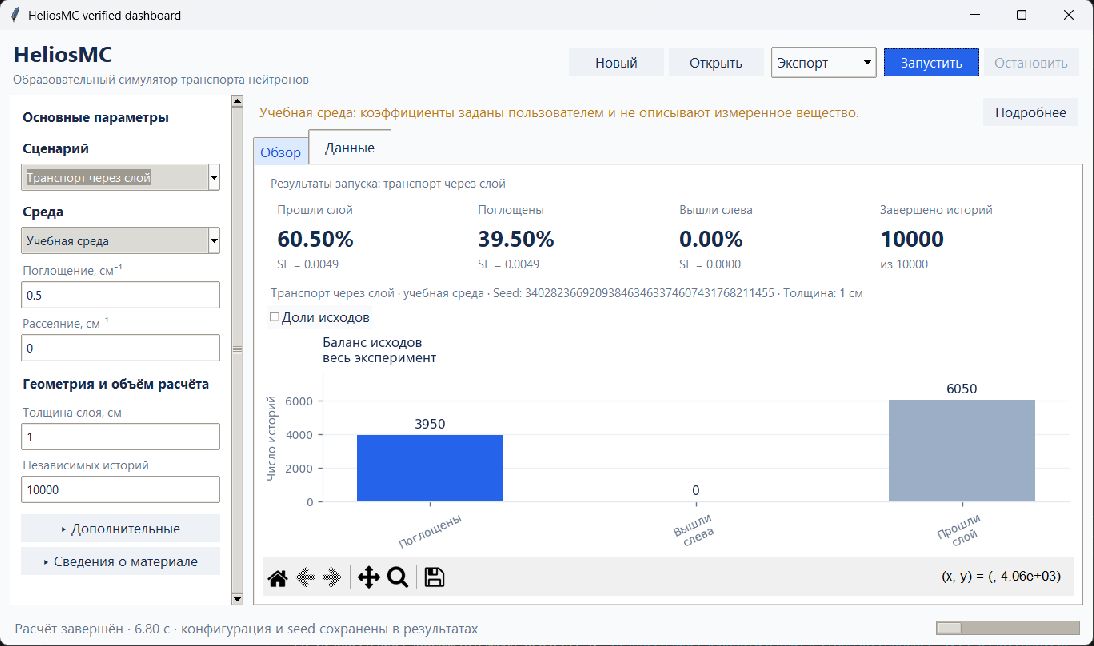 HeliosMC verified dashboard
HeliosMC
Образовательный симулятор транспорта нейтронов
Новый
Открыть
Экспорт
Запустить
Остановить
Основные параметры
Сценарий
Транспорт через слой
Среда
Учебная среда
Поглощение, см⁻¹
0.5
Рассеяние, см⁻¹
0
Геометрия и объём расчёта
Толщина слоя, см
1
Независимых историй
10000
‣ Дополнительные
‣ Сведения о материале
Учебная среда: коэффициенты заданы пользователем и не описывают измеренное вещество.
Подробнее
Обзор
Данные
Результаты запуска: транспорт через слой
Прошли слой
60.50%
SE = 0.0049
Поглощены
39.50%
SE = 0.0049
Вышли слева
0.00%
SE = 0.0000
Завершено историй
10000
из 10000
Транспорт через слой · учебная среда · Seed: 340282366920938463463374607431768211455 · Толщина: 1 см
Доли исходов
Баланс исходов
весь эксперимент
Число историй
6000
4000
2000
0
3950
0
6050
Поглощены
Вышли
слева
Прошли
слой
(x, y) = (, 4.06e+03)
Расчёт завершён · 6.80 с · конфигурация и seed сохранены в результатах